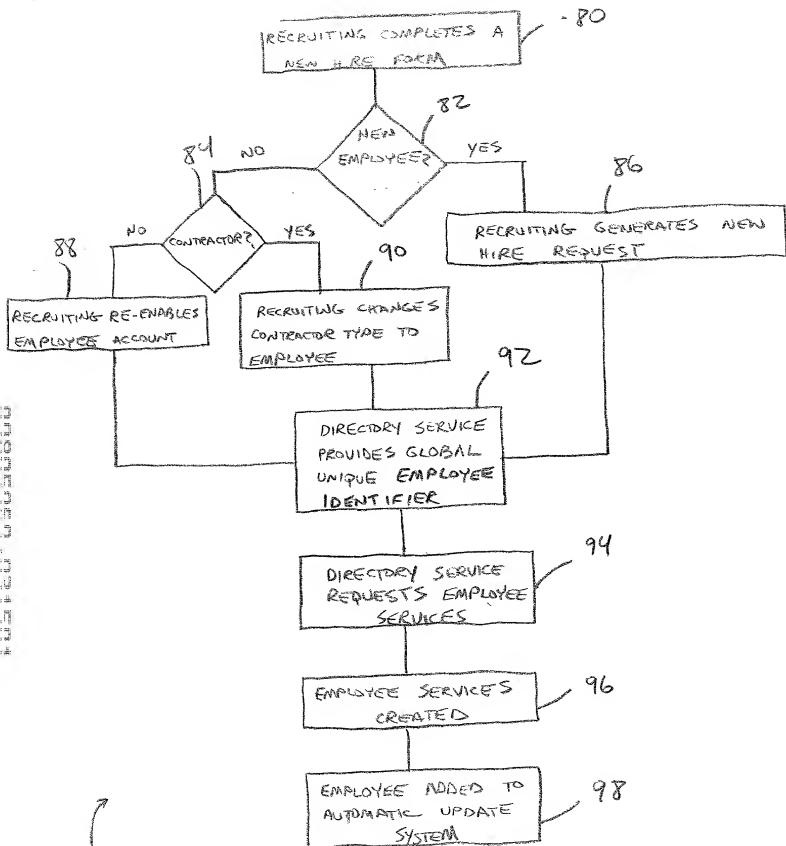 80
RECRUITING COMPLETES A
NEW HIRE FORM
82
NEW
EMPLOYEE?
NO
YES
84
86
RECRUITING GENERATES NEW
HIRE REQUEST
CONTRACTOR?
NO
YES
88
90
RECRUITING RE-ENABLES
EMPLOYEE ACCOUNT
RECRUITING CHANGES
CONTRACTOR TYPE TO
EMPLOYEE
92
DIRECTORY SERVICE
PROVIDES GLOBAL
UNIQUE EMPLOYEE
IDENTIFIER
94
DIRECTORY SERVICE
REQUESTS EMPLOYEE
SERVICES
96
EMPLOYEE SERVICES
CREATED
98
EMPLOYEE ADDED TO
AUTOMATIC UPDATE
SYSTEM